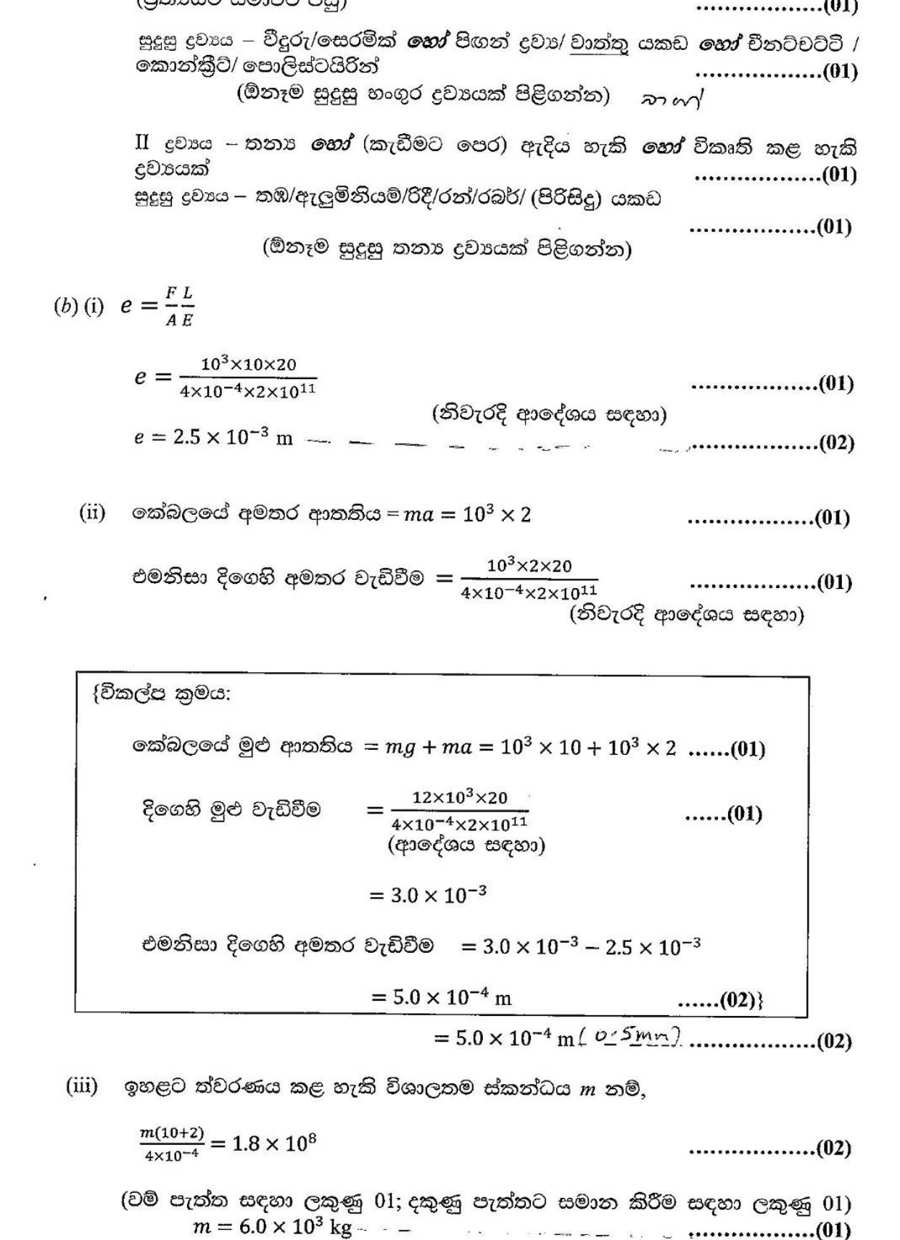 (ප්‍රත්‍යාස්ථ සමාප්ත වසු) ....................(01)
සුදුසු ද්‍රව්‍යය – වීදුරු/සෙරමික් හෝ පිඟන් ද්‍රව්‍ය/ වාත්තු යකඩ හෝ චීනච්චට්ටි /
කොන්ක්‍රීට්/ පොලිස්ටයිරින් ...................(01)
(ඕනෑම සුදුසු හංගුර ද්‍රව්‍යයක් පිළිගන්න)
II ද්‍රව්‍යය – තන්‍ය හෝ (කැඩීමට පෙර) ඇදිය හැකි හෝ විකෘති කළ හැකි
ද්‍රව්‍යයක් ...................(01)
සුදුසු ද්‍රව්‍යය – තඹ/ඇලුමිනියම්/රිදී/රන්/රබර්/ (පිරිසිදු) යකඩ
...................(01)
(ඕනෑම සුදුසු තන්‍ය ද්‍රව්‍යයක් පිළිගන්න)
(b) (i) e = F L / A E
e = 10³×10×20 / 4×10⁻⁴×2×10¹¹ ...................(01)
(නිවැරදි ආදේශය සඳහා)
e = 2.5 × 10⁻³ m ...................(02)
(ii) කේබලයේ අමතර ආතතිය = ma = 10³ × 2 ...................(01)
එමනිසා දිගෙහි අමතර වැඩිවීම = 10³×2×20 / 4×10⁻⁴×2×10¹¹ ...................(01)
(නිවැරදි ආදේශය සඳහා)
{විකල්ප ක්‍රමය:
කේබලයේ මුළු ආතතිය = mg + ma = 10³ × 10 + 10³ × 2 ......(01)
දිගෙහි මුළු වැඩිවීම = 12×10³×20 / 4×10⁻⁴×2×10¹¹ ......(01)
(ආදේශය සඳහා)
= 3.0 × 10⁻³
එමනිසා දිගෙහි අමතර වැඩිවීම = 3.0 × 10⁻³ − 2.5 × 10⁻³
= 5.0 × 10⁻⁴ m ......(02)}
= 5.0 × 10⁻⁴ m (0.5mm) ...................(02)
(iii) ඉහළට ත්වරණය කළ හැකි විශාලතම ස්කන්ධය m නම්,
m(10+2) / 4×10⁻⁴ = 1.8 × 10⁸ ...................(02)
(වම් පැත්ත සඳහා ලකුණු 01; දකුණු පැත්තට සමාන කිරීම සඳහා ලකුණු 01)
m = 6.0 × 10³ kg ...................(01)